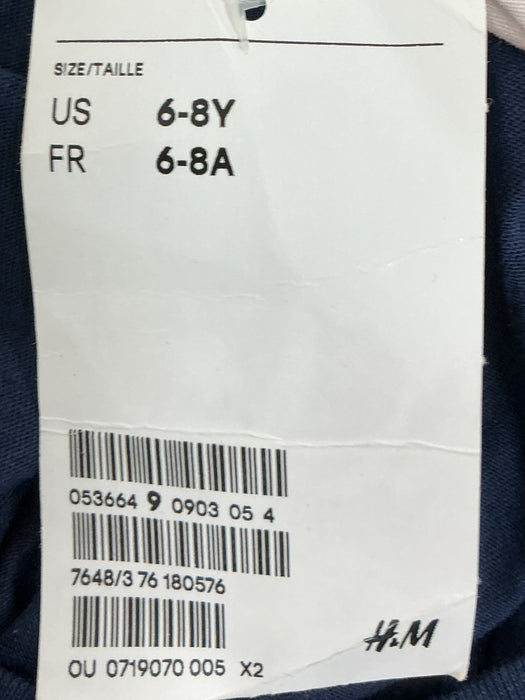 SIZE/TAILLE
US 6-8Y
FR 6-8A
053664 9 0903 05 4
7648/3 76 180576
OU 0719070 005 X2
H&M